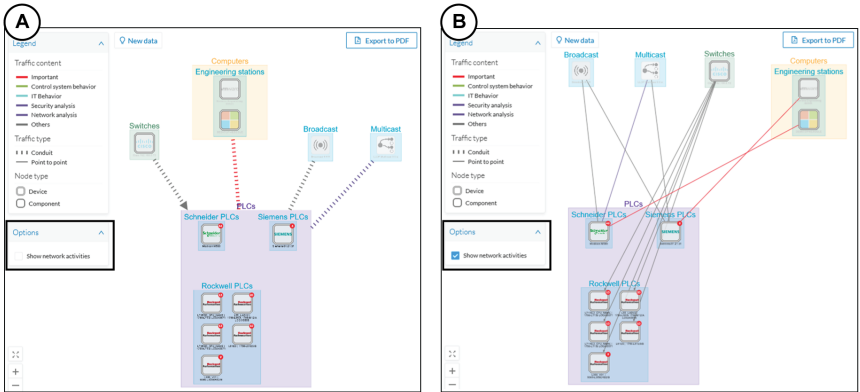 A
Legend
New data
Export to PDF
Traffic content
Important
Control system behavior
IT Behavior
Security analysis
Network analysis
Others
Traffic type
Conduit
Point to point
Node type
Device
Component
Options
Show network activities
Computers
Engineering stations
Switches
Broadcast
Multicast
PLCs
Schneider PLCs
Siemens PLCs
Schneider
SIEMENS
Rockwell PLCs
B
Legend
New data
Export to PDF
Traffic content
Important
Control system behavior
IT Behavior
Security analysis
Network analysis
Others
Traffic type
Conduit
Point to point
Node type
Device
Component
Options
Show network activities
Broadcast
Multicast
Switches
Computers
Engineering stations
PLCs
Schneider PLCs
Siemens PLCs
Schneider
SIEMENS
Rockwell PLCs